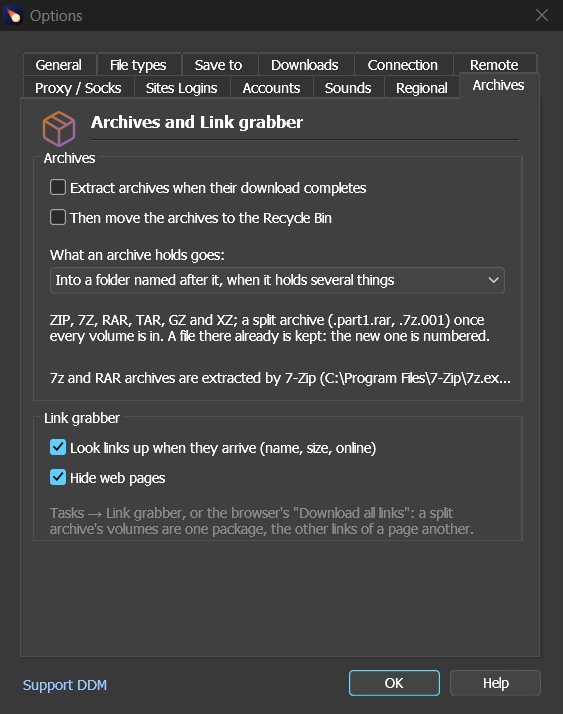 Options
General
File types
Save to
Downloads
Connection
Remote
Proxy / Socks
Sites Logins
Accounts
Sounds
Regional
Archives
Archives and Link grabber
Archives
Extract archives when their download completes
Then move the archives to the Recycle Bin
What an archive holds goes:
Into a folder named after it, when it holds several things
ZIP, 7Z, RAR, TAR, GZ and XZ; a split archive (.part1.rar, .7z.001) once
every volume is in. A file there already is kept: the new one is numbered.
7z and RAR archives are extracted by 7-Zip (C:\Program Files\7-Zip\7z.ex...
Link grabber
Look links up when they arrive (name, size, online)
Hide web pages
Tasks → Link grabber, or the browser's "Download all links": a split
archive's volumes are one package, the other links of a page another.
Support DDM
OK
Help